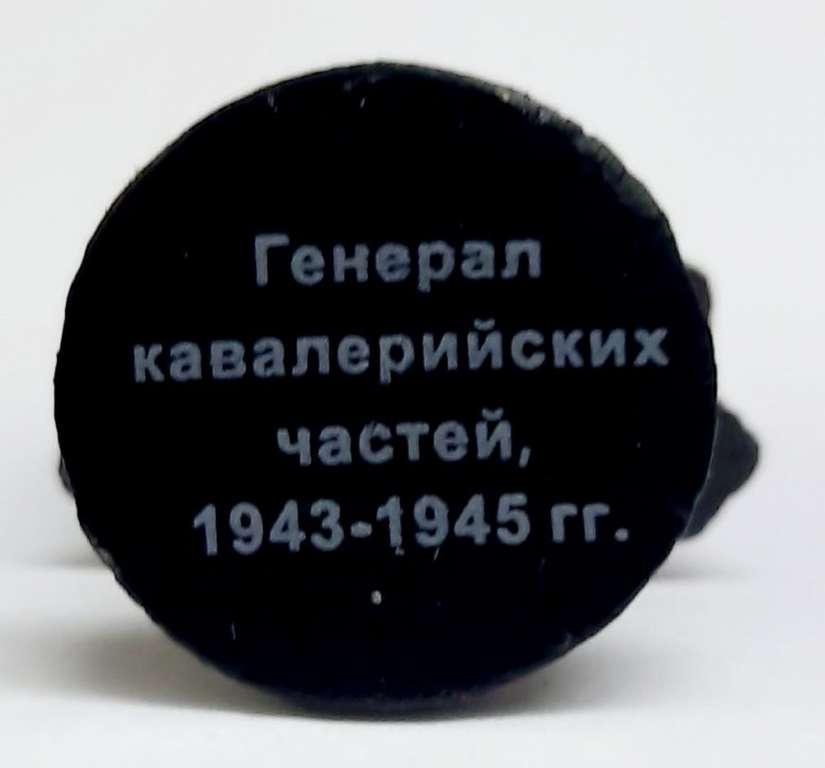 Генерал
кавалерийских
частей,
1943-1945 гг.